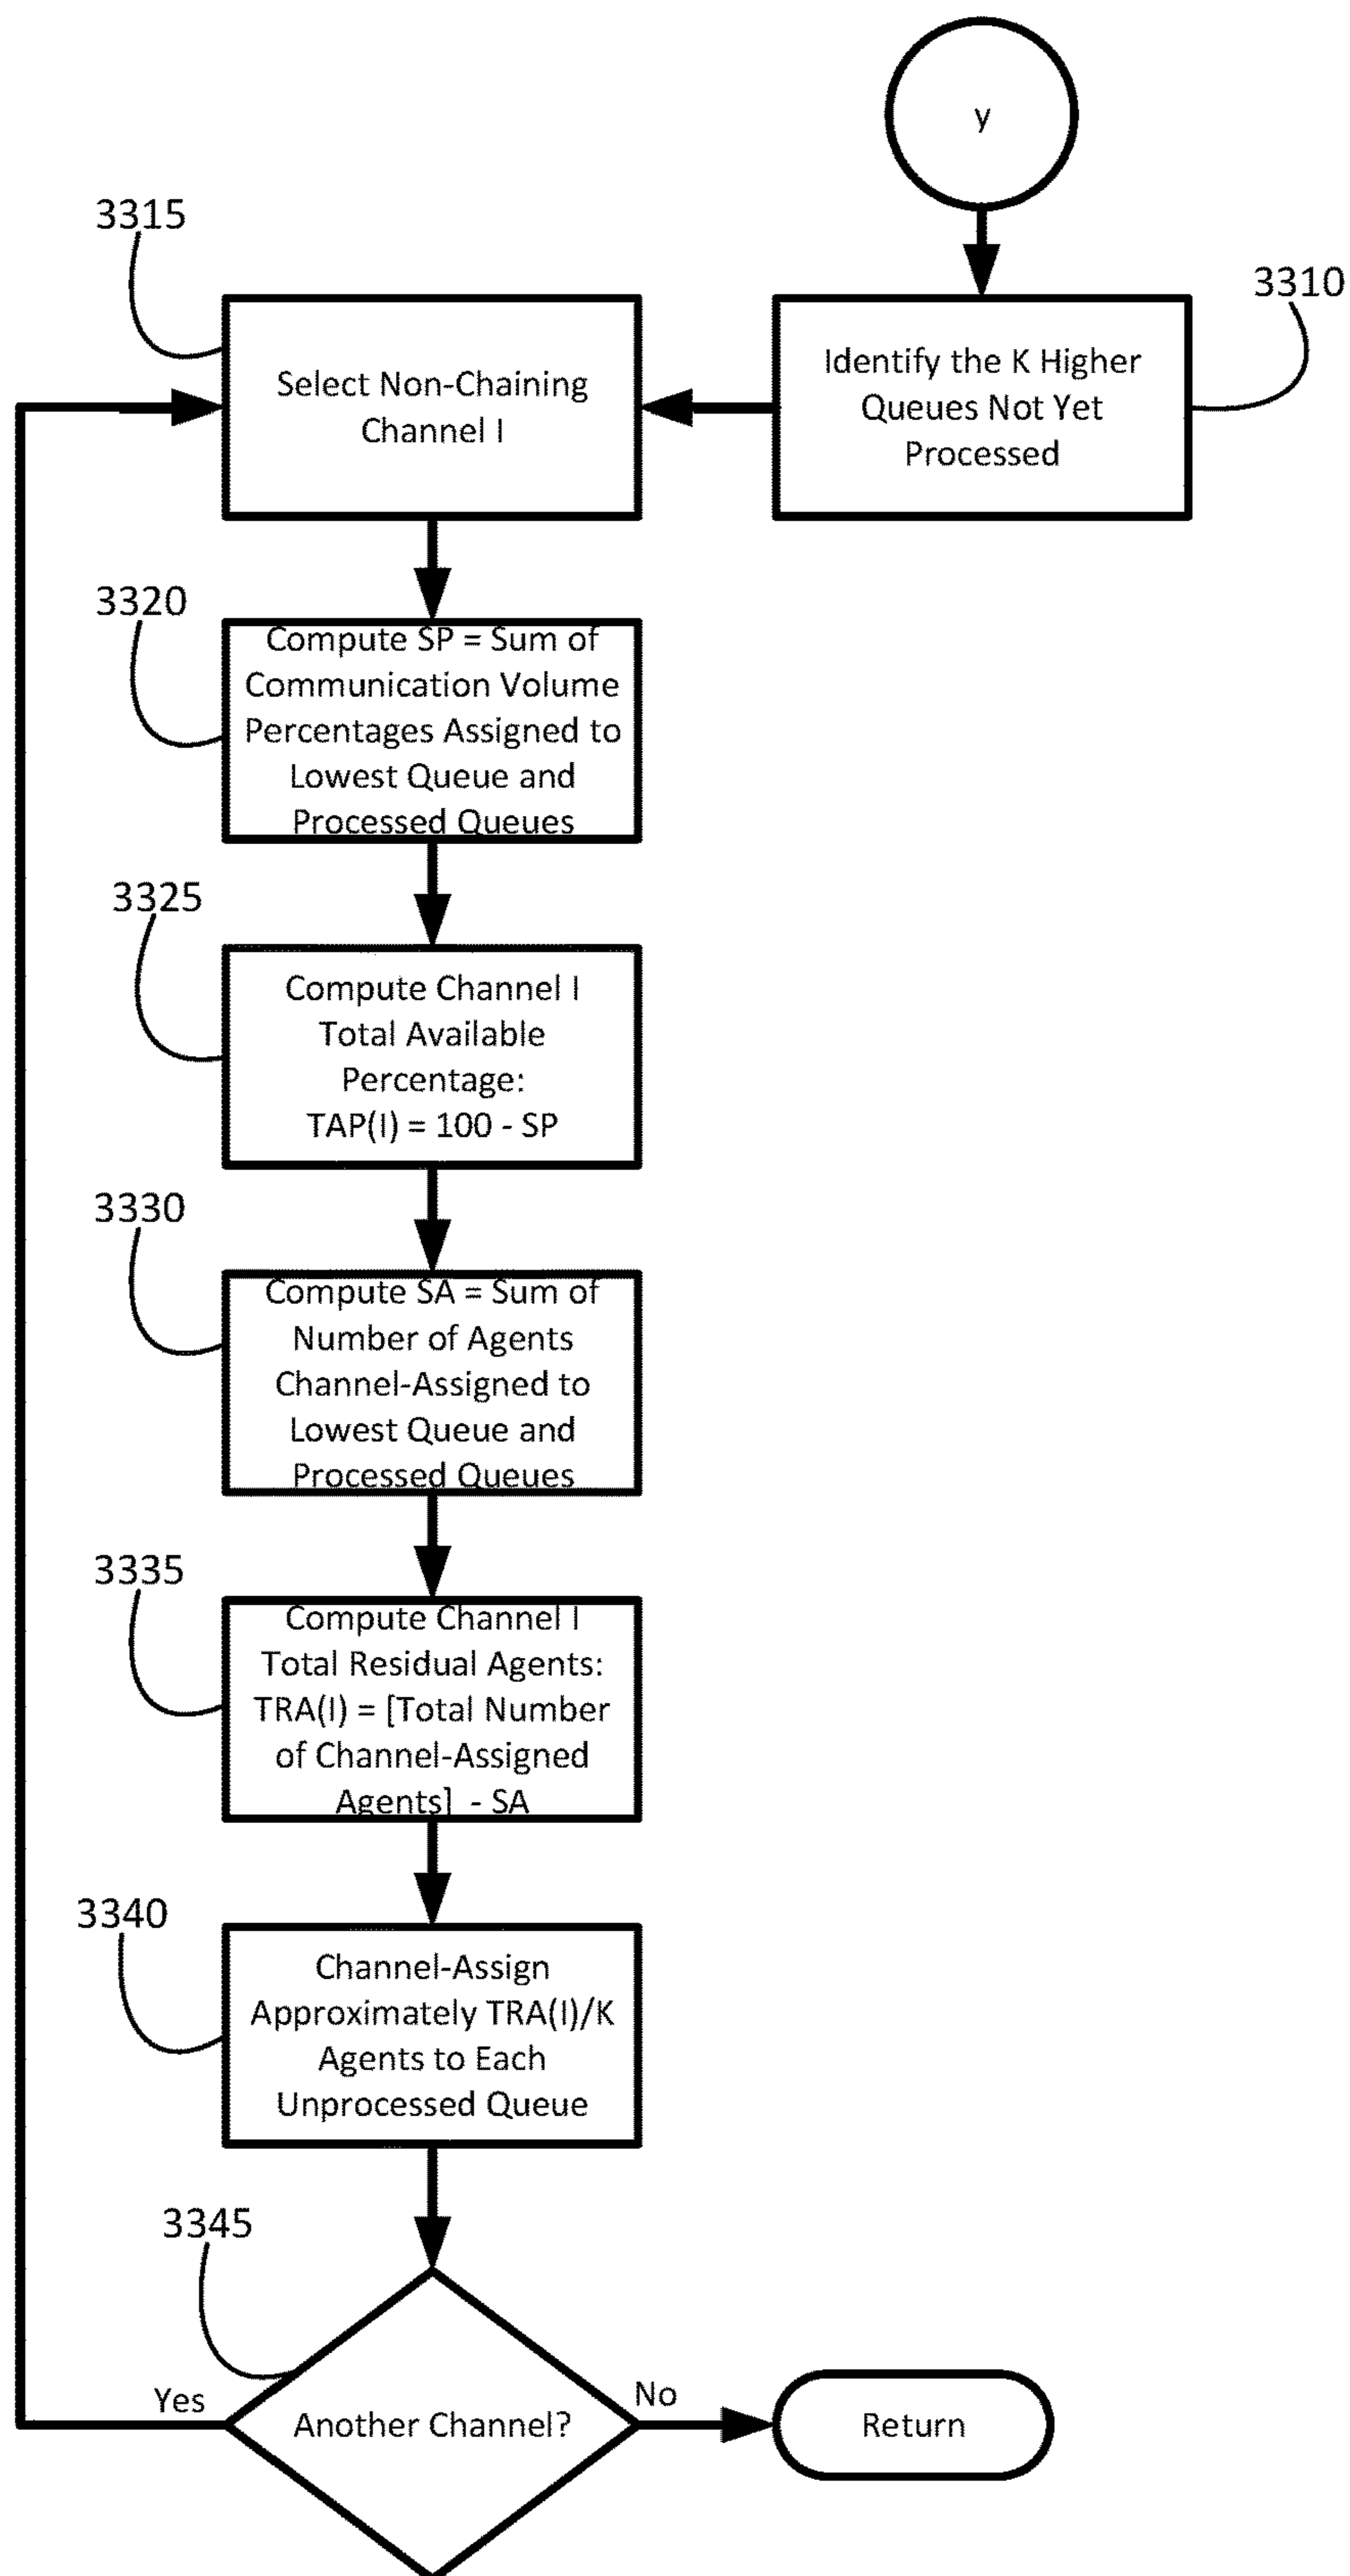 y
3315
3310
Select Non-Chaining
Channel I
Identify the K Higher
Queues Not Yet
Processed
3320
Compute SP = Sum of
Communication Volume
Percentages Assigned to
Lowest Queue and
Processed Queues
3325
Compute Channel I
Total Available
Percentage:
TAP(I) = 100 - SP
3330
Compute SA = Sum of
Number of Agents
Channel-Assigned to
Lowest Queue and
Processed Queues
3335
Compute Channel I
Total Residual Agents:
TRA(I) = [Total Number
of Channel-Assigned
Agents] - SA
3340
Channel-Assign
Approximately TRA(I)/K
Agents to Each
Unprocessed Queue
3345
Yes
Another Channel?
No
Return